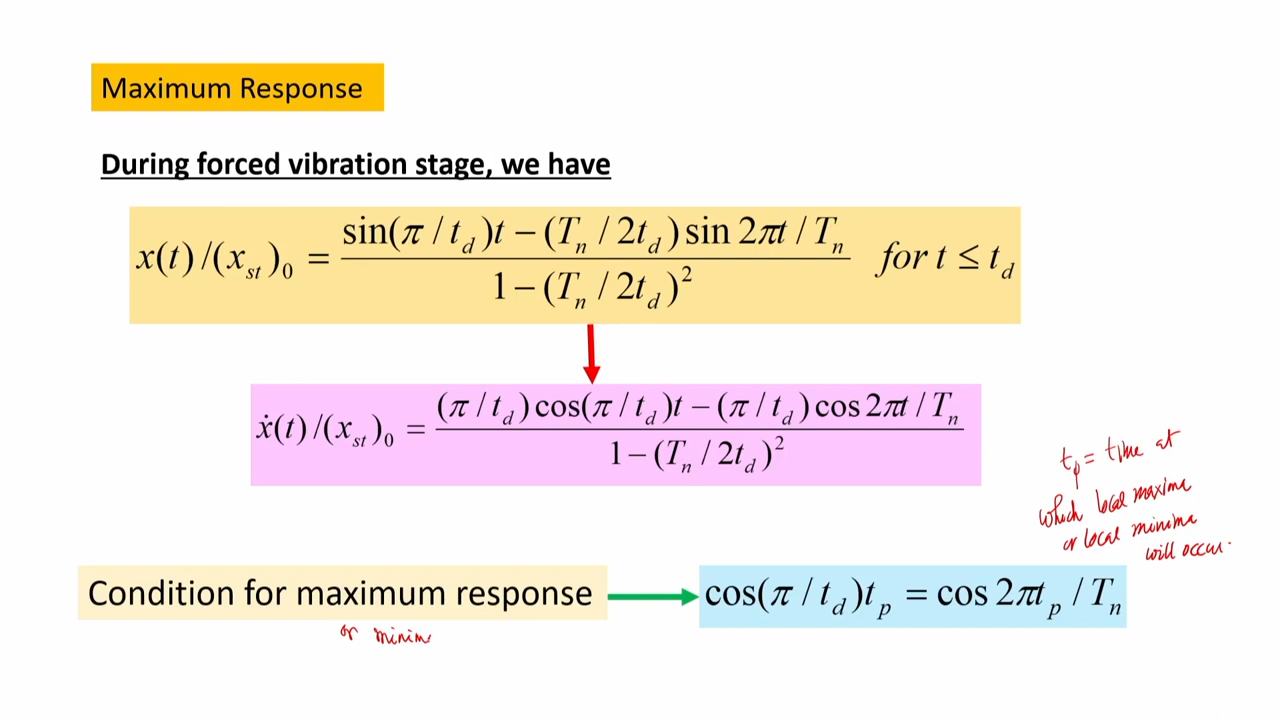 Maximum Response
During forced vibration stage, we have
x(t)/(x_st)_0 = (sin(π/t_d)t − (T_n/2t_d) sin 2πt/T_n) / (1 − (T_n/2t_d)^2) for t ≤ t_d
ẋ(t)/(x_st)_0 = ((π/t_d)cos(π/t_d)t − (π/t_d)cos 2πt/T_n) / (1 − (T_n/2t_d)^2)
t_p = time at
which local maxima
or local minima
will occur.
Condition for maximum response
cos(π/t_d)t_p = cos 2πt_p/T_n
or minim